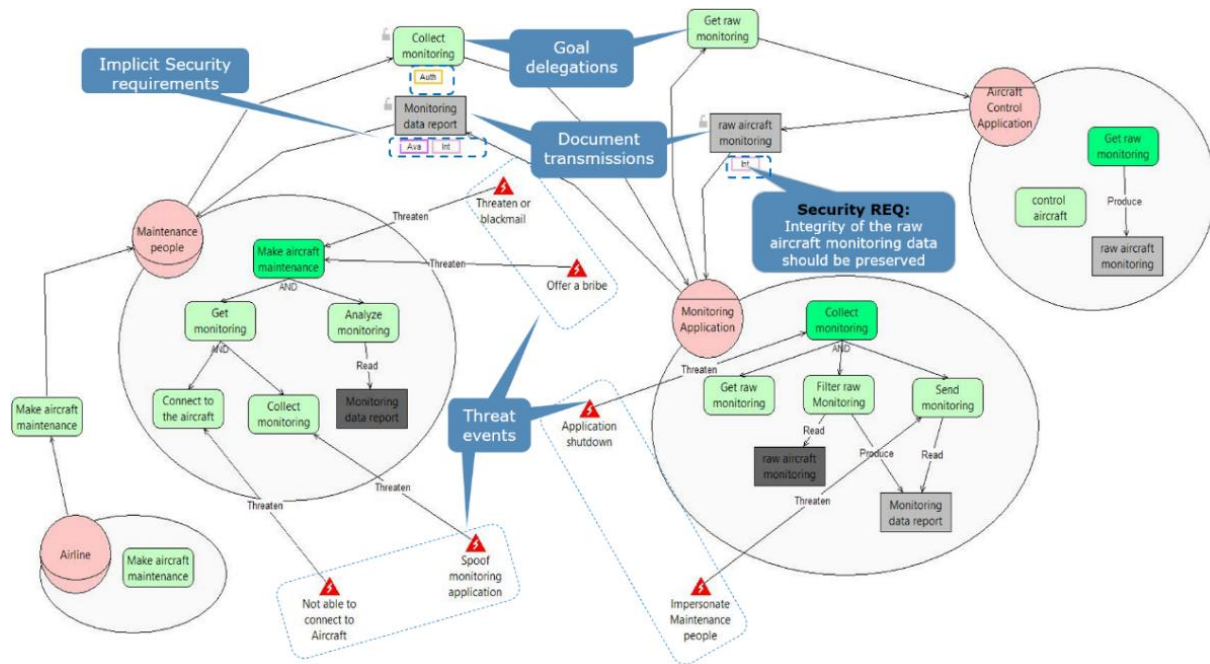 Collect
monitoring
Auth
Goal
delegations
Get raw
monitoring
Implicit Security
requirements
Monitoring
data report
Ava
Int
Document
transmissions
raw aircraft
monitoring
Int
Aircraft
Control
Application
Get raw
monitoring
Produce
control
aircraft
raw aircraft
monitoring
Security REQ:
Integrity of the raw
aircraft monitoring data
should be preserved
Maintenance
people
Threaten
Threaten or
blackmail
Make aircraft
maintenance
Threaten
Offer a bribe
AND
Get
monitoring
Analyze
monitoring
AND
Read
Connect to
the aircraft
Collect
monitoring
Monitoring
data report
Monitoring
Application
Collect
monitoring
AND
Threaten
Get raw
monitoring
Filter raw
Monitoring
Send
monitoring
Threat
events
Application
shutdown
Read
Produce
Read
raw aircraft
monitoring
Threaten
Monitoring
data report
Make aircraft
maintenance
Threaten
Threaten
Airline
Make aircraft
maintenance
Spoof
monitoring
application
Not able to
connect to
Aircraft
Impersonate
Maintenance
people